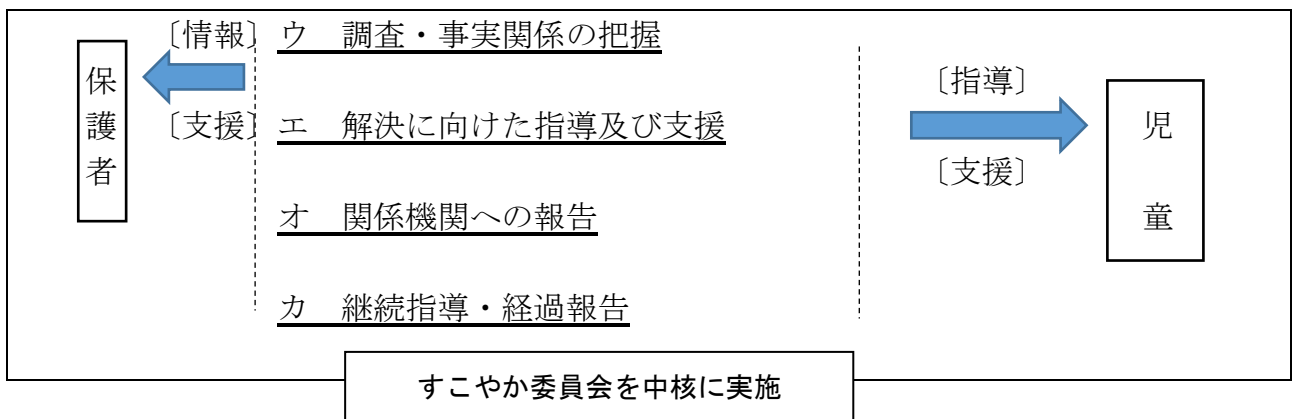 保護者
〔情報〕
〔支援〕
ウ　調査・事実関係の把握
エ　解決に向けた指導及び支援
オ　関係機関への報告
カ　継続指導・経過報告
〔指導〕
〔支援〕
児童
すこやか委員会を中核に実施